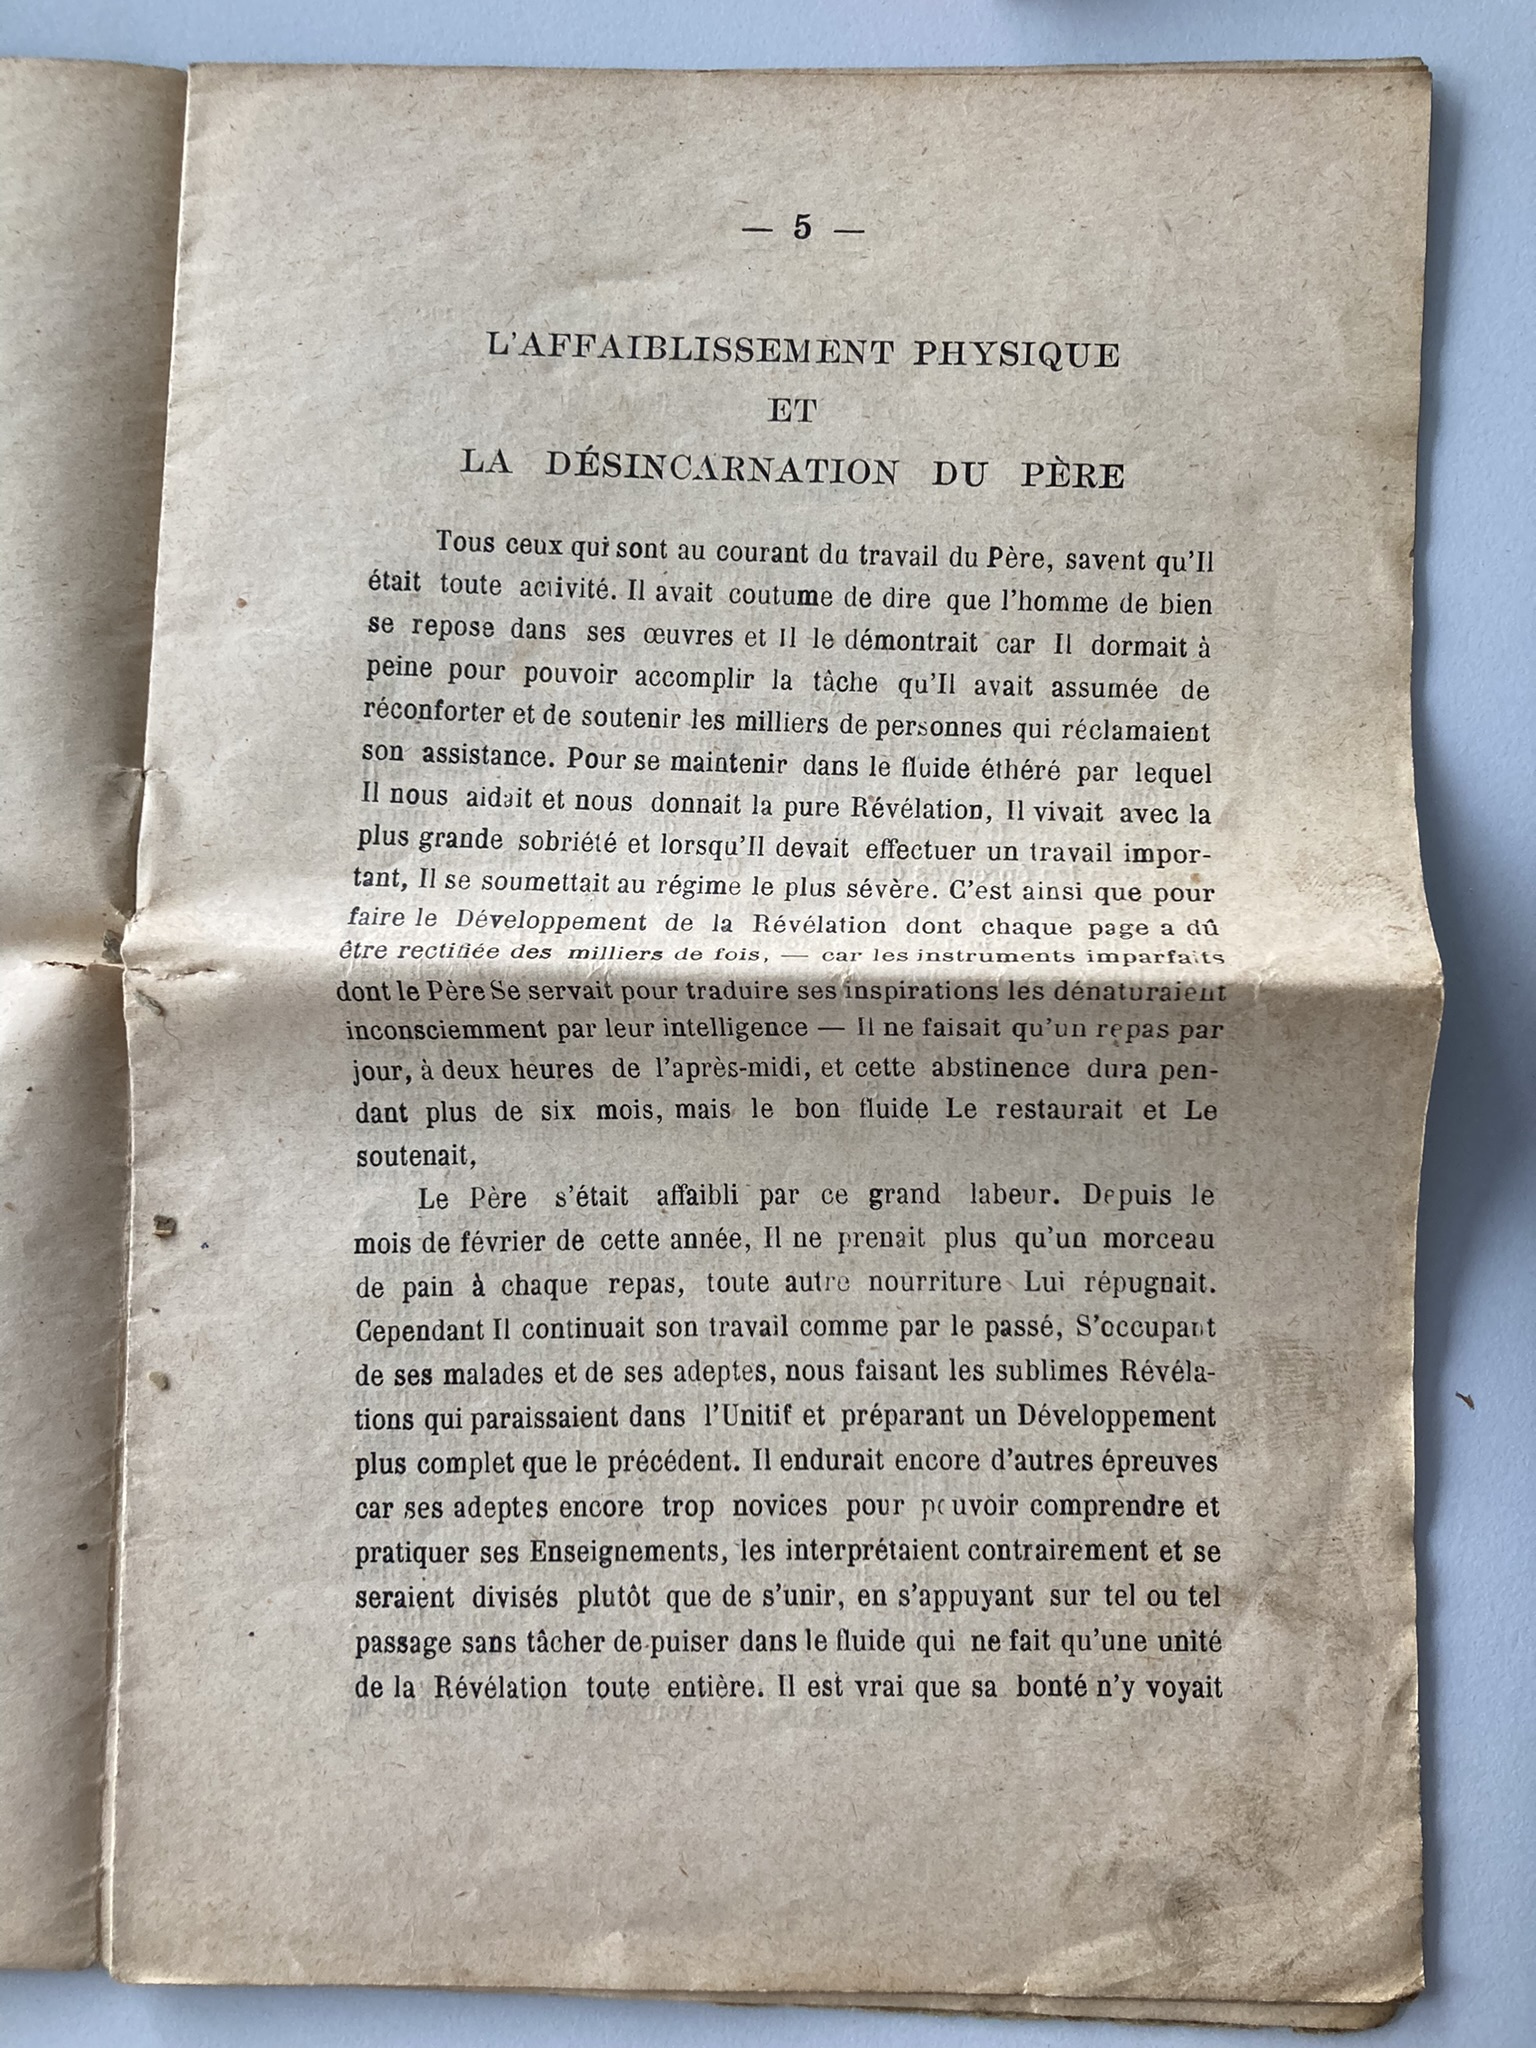 — 5 —
L'AFFAIBLISSEMENT PHYSIQUE
ET
LA DÉSINCARNATION DU PÈRE
Tous ceux qui sont au courant du travail du Père, savent qu'Il
était toute activité. Il avait coutume de dire que l'homme de bien
se repose dans ses œuvres et Il le démontrait car Il dormait à
peine pour pouvoir accomplir la tâche qu'Il avait assumée de
réconforter et de soutenir les milliers de personnes qui réclamaient
son assistance. Pour se maintenir dans le fluide éthéré par lequel
Il nous aidait et nous donnait la pure Révélation, Il vivait avec la
plus grande sobriété et lorsqu'Il devait effectuer un travail impor-
tant, Il se soumettait au régime le plus sévère. C'est ainsi que pour
faire le Développement de la Révélation dont chaque page a dû
être rectifiée des milliers de fois, — car les instruments imparfaits
dont le Père Se servait pour traduire ses inspirations les dénaturaient
inconsciemment par leur intelligence — Il ne faisait qu'un repas par
jour, à deux heures de l'après-midi, et cette abstinence dura pen-
dant plus de six mois, mais le bon fluide Le restaurait et Le
soutenait,
Le Père s'était affaibli par ce grand labeur. Depuis le
mois de février de cette année, Il ne prenait plus qu'un morceau
de pain à chaque repas, toute autre nourriture Lui répugnait.
Cependant Il continuait son travail comme par le passé, S'occupant
de ses malades et de ses adeptes, nous faisant les sublimes Révéla-
tions qui paraissaient dans l'Unitif et préparant un Développement
plus complet que le précédent. Il endurait encore d'autres épreuves
car ses adeptes encore trop novices pour pouvoir comprendre et
pratiquer ses Enseignements, les interprétaient contrairement et se
seraient divisés plutôt que de s'unir, en s'appuyant sur tel ou tel
passage sans tâcher de puiser dans le fluide qui ne fait qu'une unité
de la Révélation toute entière. Il est vrai que sa bonté n'y voyait